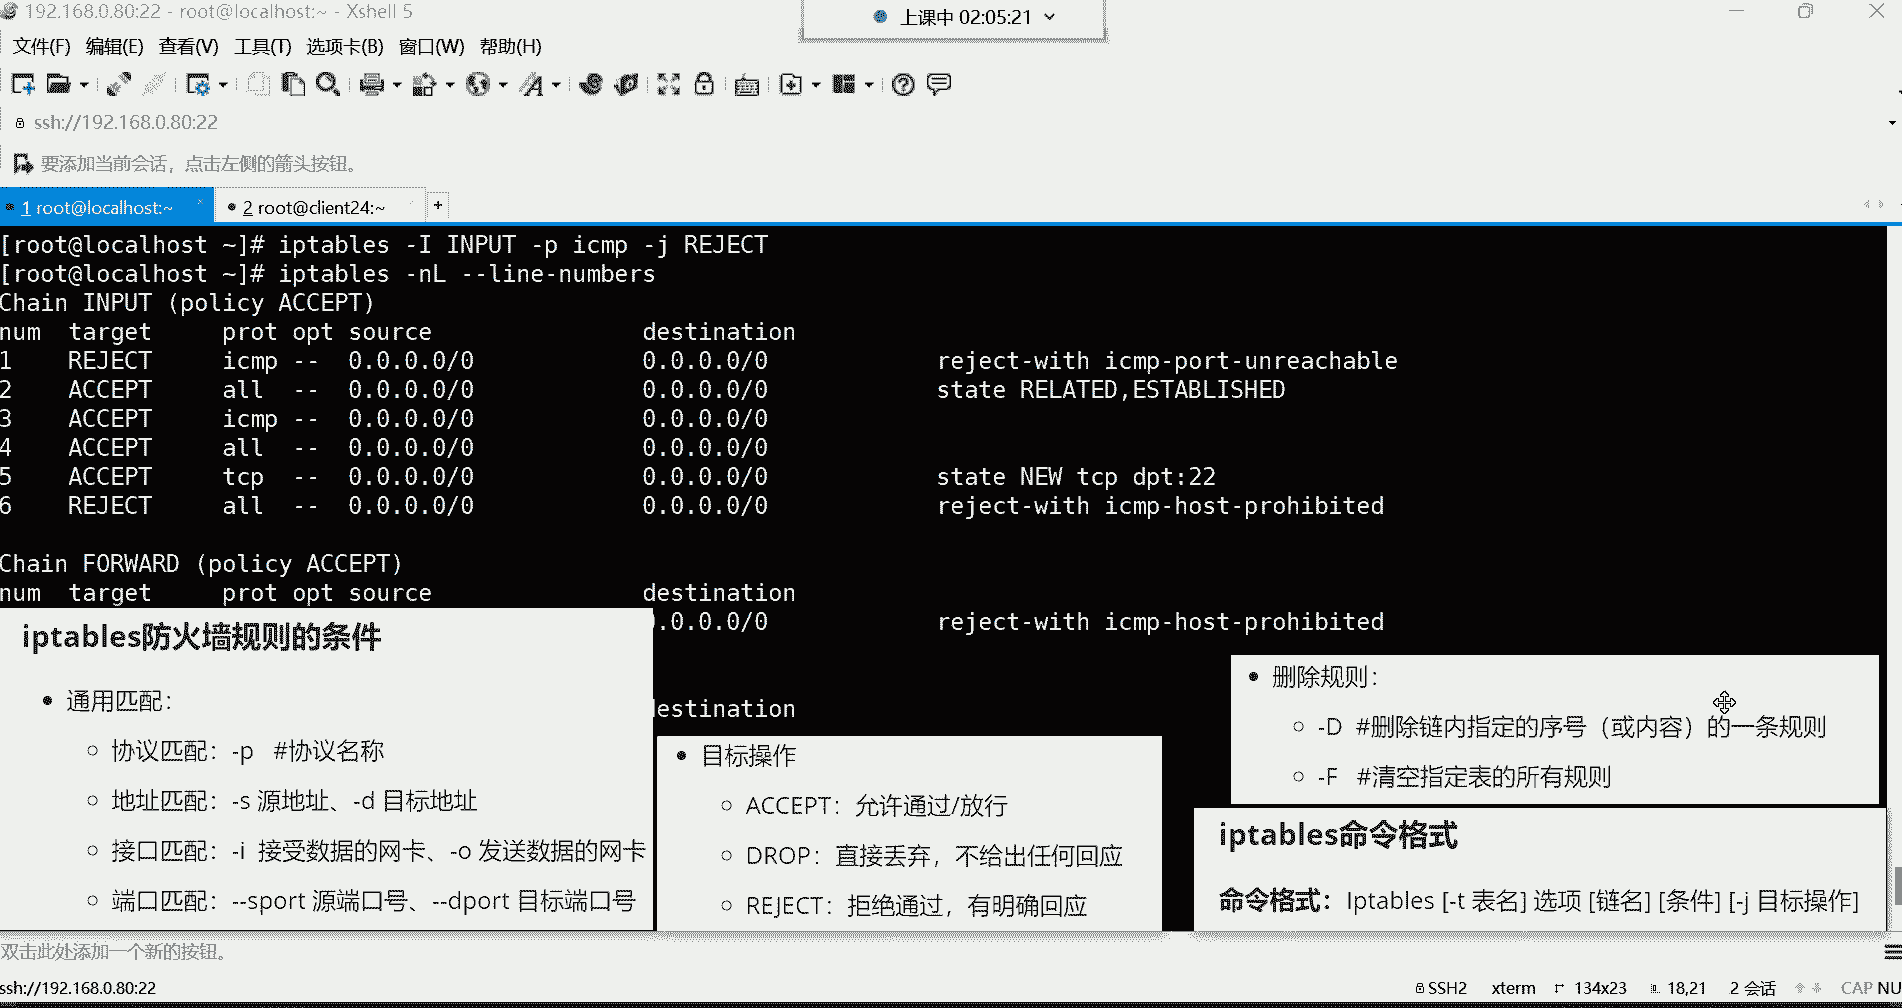 192.168.0.80:22 - root@localhost:~ - Xshell 5
上课中 02:05:21
文件(F) 编辑(E) 查看(V) 工具(T) 选项卡(B) 窗口(W) 帮助(H)
ssh://192.168.0.80:22
要添加当前会话，点击左侧的箭头按钮。
1 root@localhost:~ 2 root@client24:~ +
[root@localhost ~]# iptables -I INPUT -p icmp -j REJECT
[root@localhost ~]# iptables -nL --line-numbers
Chain INPUT (policy ACCEPT)
num target prot opt source destination
1 REJECT icmp -- 0.0.0.0/0 0.0.0.0/0 reject-with icmp-port-unreachable
2 ACCEPT all -- 0.0.0.0/0 0.0.0.0/0 state RELATED,ESTABLISHED
3 ACCEPT icmp -- 0.0.0.0/0 0.0.0.0/0
4 ACCEPT all -- 0.0.0.0/0 0.0.0.0/0
5 ACCEPT tcp -- 0.0.0.0/0 0.0.0.0/0 state NEW tcp dpt:22
6 REJECT all -- 0.0.0.0/0 0.0.0.0/0 reject-with icmp-host-prohibited
Chain FORWARD (policy ACCEPT)
num target prot opt source destination
.0.0.0/0 reject-with icmp-host-prohibited
destination
iptables防火墙规则的条件
• 通用匹配：
○ 协议匹配：-p #协议名称
○ 地址匹配：-s 源地址、-d 目标地址
○ 接口匹配：-i 接受数据的网卡、-o 发送数据的网卡
○ 端口匹配：--sport 源端口号、--dport 目标端口号
• 目标操作
○ ACCEPT：允许通过/放行
○ DROP：直接丢弃，不给出任何回应
○ REJECT：拒绝通过，有明确回应
• 删除规则：
○ -D #删除链内指定的序号（或内容）的一条规则
○ -F #清空指定表的所有规则
iptables命令格式
命令格式：Iptables [-t 表名] 选项 [链名] [条件] [-j 目标操作]
双击此处添加一个新的按钮。
ssh://192.168.0.80:22 SSH2 xterm 134x23 18,21 2 会话 CAP NU